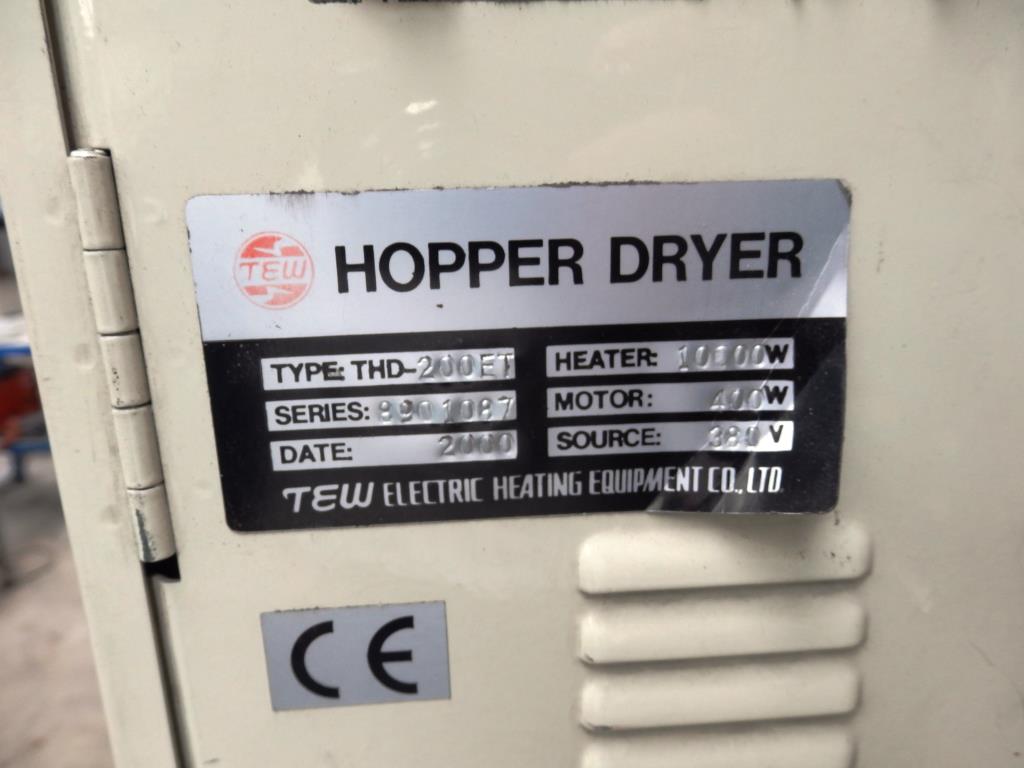 TEW HOPPER DRYER
TYPE: THD-200ET HEATER: 10000W
SERIES: 8901087 MOTOR: 400W
DATE: 2000 SOURCE: 380V
TEW ELECTRIC HEATING EQUIPMENT CO., LTD.
CE